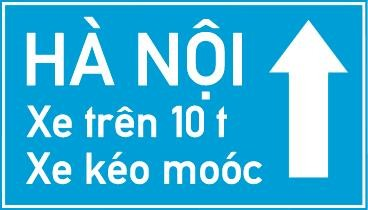 HÀ NỘI
Xe trên 10 t
Xe kéo moóc